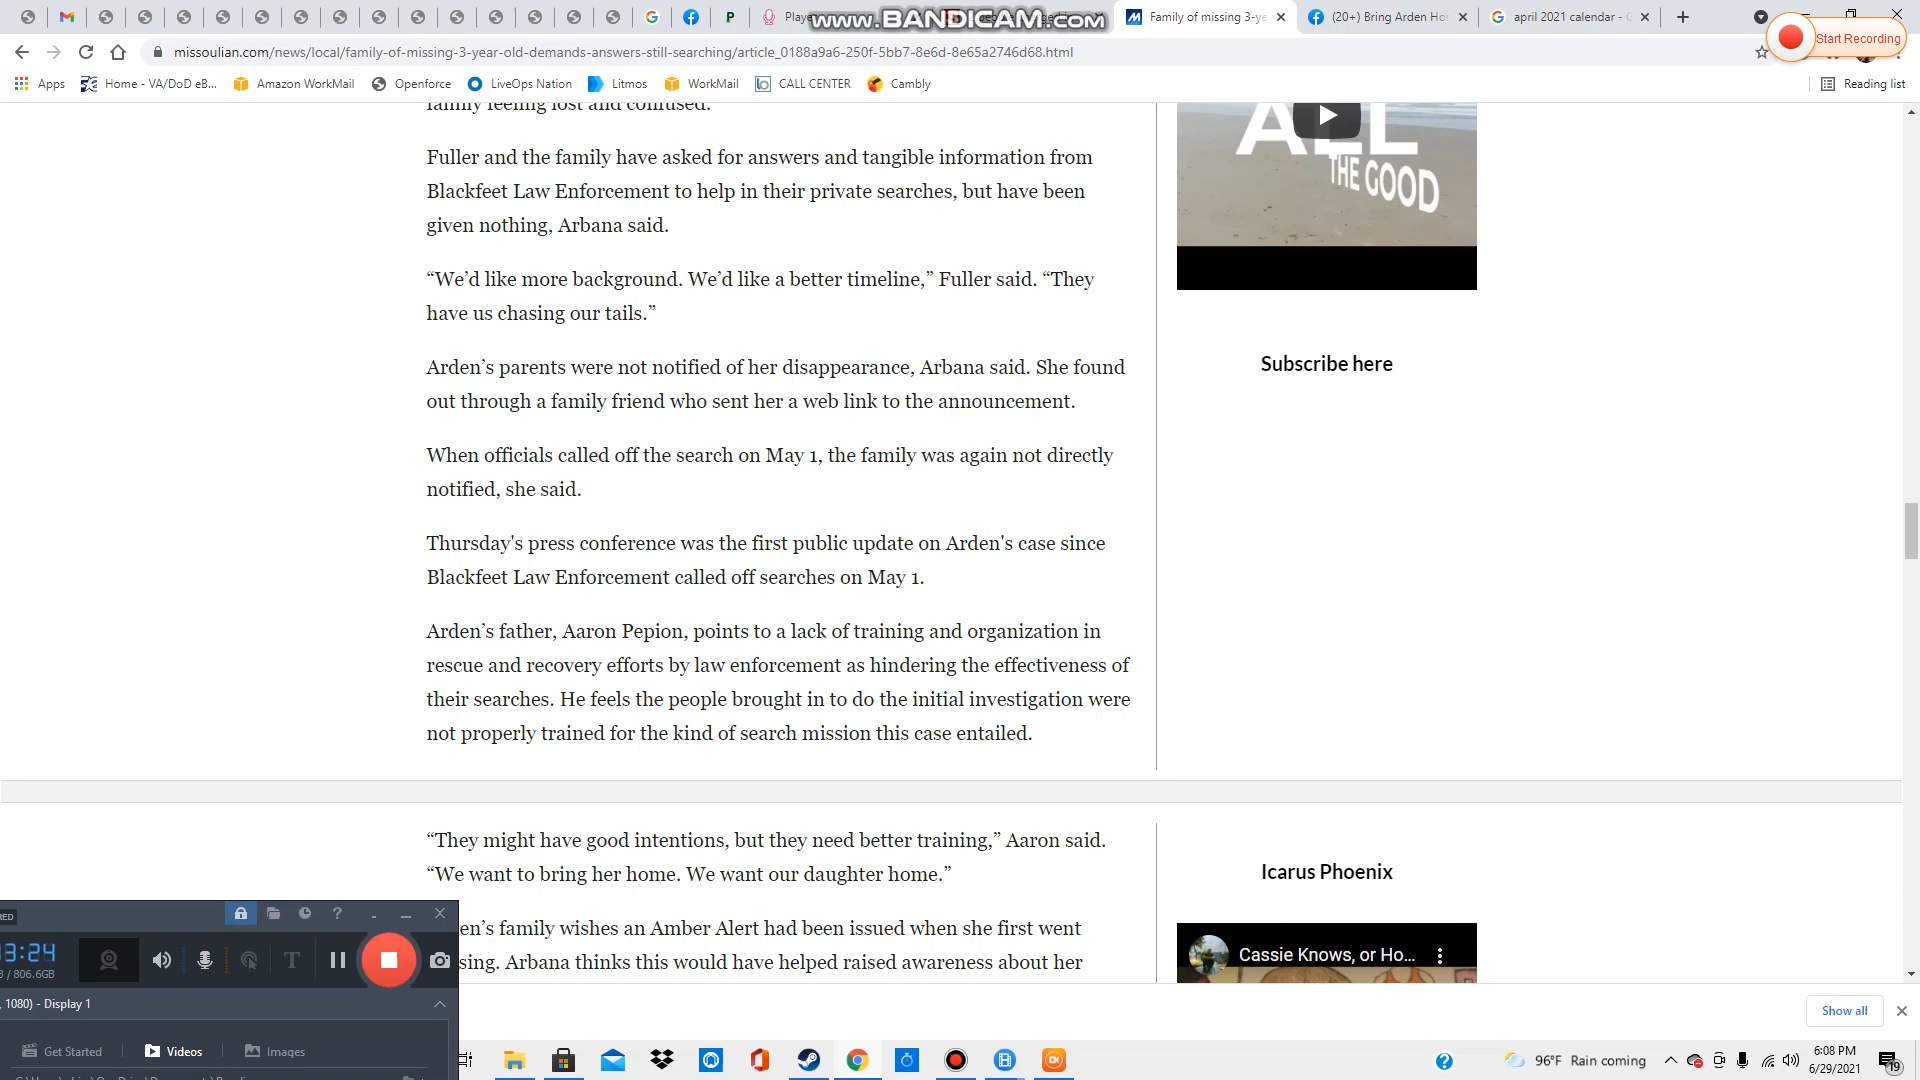 www.BANDICAM.com
Playe
Family of missing 3-ye
(20+) Bring Arden Ho
april 2021 calendar -
Start Recording
missoulian.com/news/local/family-of-missing-3-year-old-demands-answers-still-searching/article_0188a9a6-250f-5bb7-8e6d-8e65a2746d68.html
Apps
Home - VA/DoD eB...
Amazon WorkMail
Openforce
LiveOps Nation
Litmos
WorkMail
CALL CENTER
Cambly
Reading list
family feeling lost and confused.
Fuller and the family have asked for answers and tangible information from
Blackfeet Law Enforcement to help in their private searches, but have been
given nothing, Arbana said.
“We’d like more background. We’d like a better timeline,” Fuller said. “They
have us chasing our tails.”
Arden’s parents were not notified of her disappearance, Arbana said. She found
out through a family friend who sent her a web link to the announcement.
When officials called off the search on May 1, the family was again not directly
notified, she said.
Thursday's press conference was the first public update on Arden's case since
Blackfeet Law Enforcement called off searches on May 1.
Arden’s father, Aaron Pepion, points to a lack of training and organization in
rescue and recovery efforts by law enforcement as hindering the effectiveness of
their searches. He feels the people brought in to do the initial investigation were
not properly trained for the kind of search mission this case entailed.
“They might have good intentions, but they need better training,” Aaron said.
“We want to bring her home. We want our daughter home.”
en’s family wishes an Amber Alert had been issued when she first went
sing. Arbana thinks this would have helped raised awareness about her
ALL
THE GOOD
Subscribe here
Icarus Phoenix
Cassie Knows, or Ho...
RED
3:24
/ 806.6GB
1080) - Display 1
Get Started
Videos
Images
Show all
96°F Rain coming
6:08 PM
6/29/2021
19